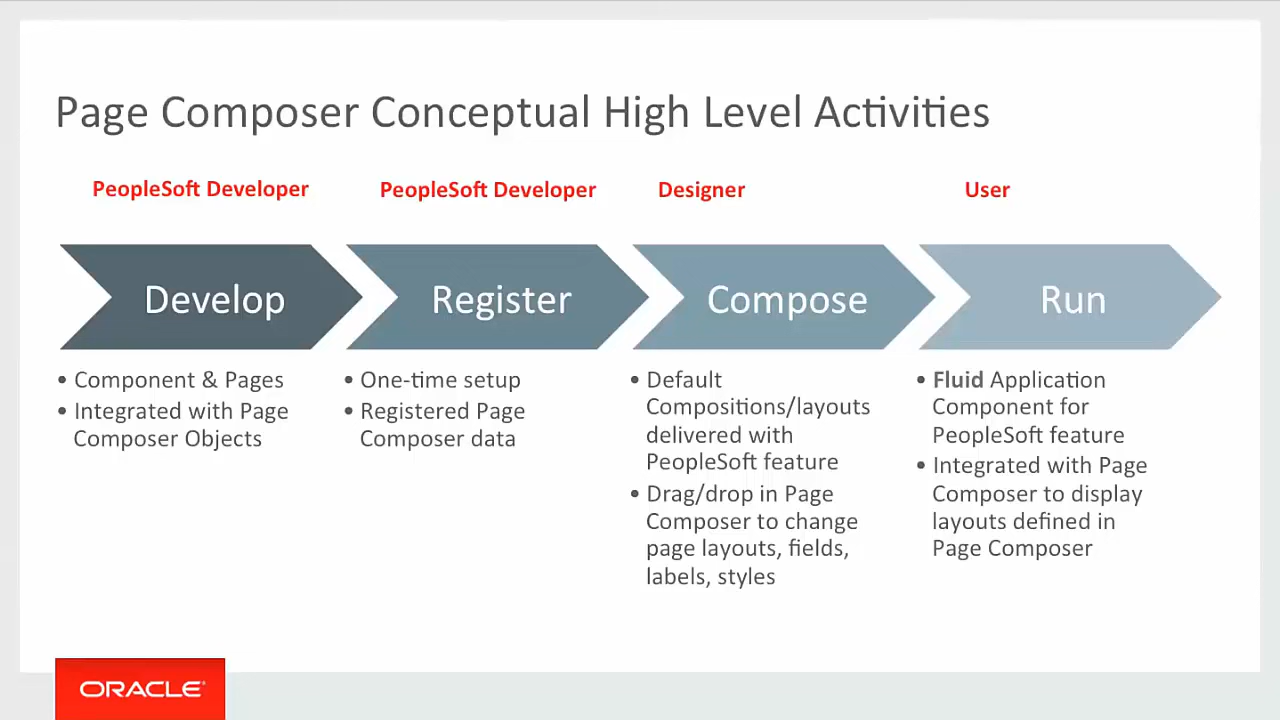 Page Composer Conceptual High Level Activities
PeopleSoft Developer
PeopleSoft Developer
Designer
User
Develop
Register
Compose
Run
• Component & Pages
• Integrated with Page
Composer Objects
• One-time setup
• Registered Page
Composer data
• Default
Compositions/layouts
delivered with
PeopleSoft feature
• Drag/drop in Page
Composer to change
page layouts, fields,
labels, styles
• Fluid Application
Component for
PeopleSoft feature
• Integrated with Page
Composer to display
layouts defined in
Page Composer
ORACLE